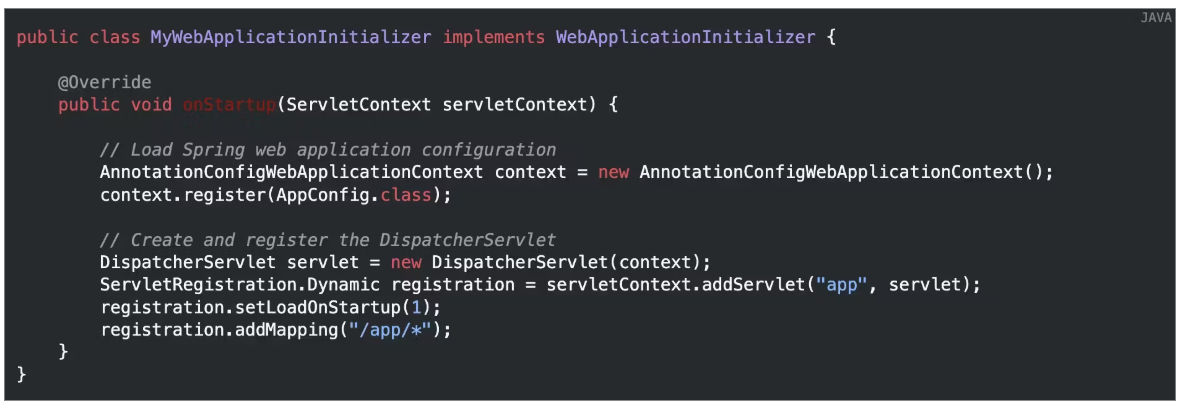 JAVA
public class MyWebApplicationInitializer implements WebApplicationInitializer {
@Override
public void onStartup(ServletContext servletContext) {
// Load Spring web application configuration
AnnotationConfigWebApplicationContext context = new AnnotationConfigWebApplicationContext();
context.register(AppConfig.class);
// Create and register the DispatcherServlet
DispatcherServlet servlet = new DispatcherServlet(context);
ServletRegistration.Dynamic registration = servletContext.addServlet("app", servlet);
registration.setLoadOnStartup(1);
registration.addMapping("/app/*");
}
}